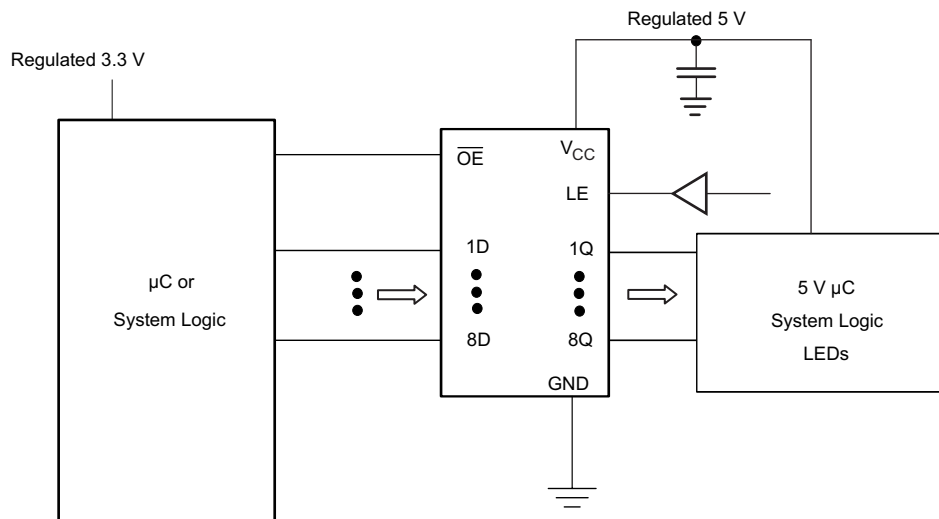 Regulated 5 V
Regulated 3.3 V
OE
VCC
LE
1D
1Q
µC or
System Logic
5 V µC
System Logic
LEDs
8D
8Q
GND